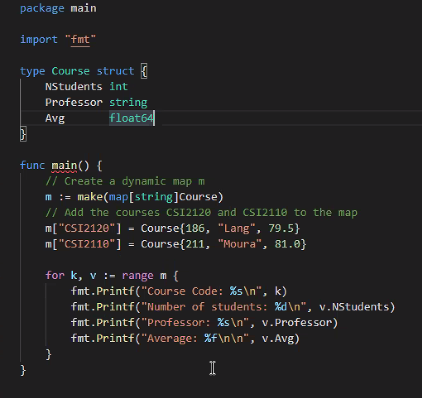 package main
import "fmt"
type Course struct {
    NStudents int
    Professor string
    Avg       float64
}
func main() {
    // Create a dynamic map m
    m := make(map[string]Course)
    // Add the courses CSI2120 and CSI2110 to the map
    m["CSI2120"] = Course{186, "Lang", 79.5}
    m["CSI2110"] = Course{211, "Moura", 81.0}
    for k, v := range m {
        fmt.Printf("Course Code: %s\n", k)
        fmt.Printf("Number of students: %d\n", v.NStudents)
        fmt.Printf("Professor: %s\n", v.Professor)
        fmt.Printf("Average: %f\n\n", v.Avg)
    }
}